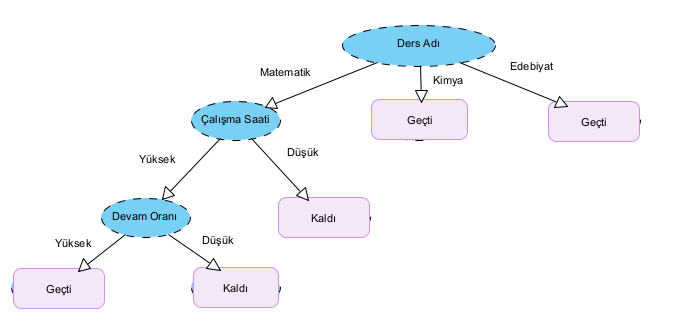 Ders Adı
Matematik
Kimya
Edebiyat
Çalışma Saati
Geçti
Geçti
Yüksek
Düşük
Devam Oranı
Kaldı
Yüksek
Düşük
Geçti
Kaldı